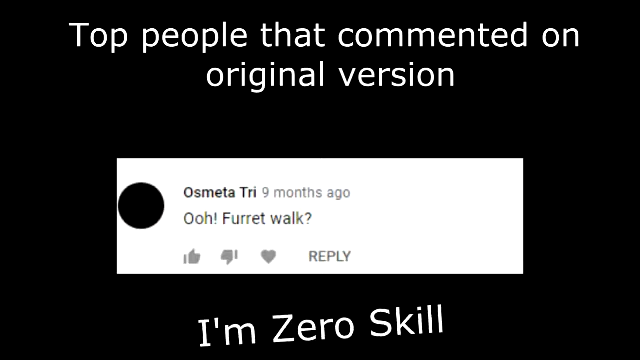 Top people that commented on
original version
Osmeta Tri 9 months ago
Ooh! Furret walk?
REPLY
I'm Zero Skill